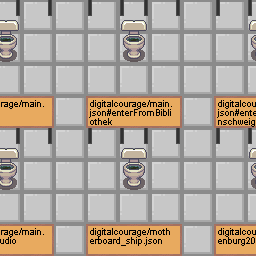 rage/main.
digitalcourage/main.
json#enterFromBibli
othek
digitalcou
json#ente
nschweig
rage/main.
udio
digitalcourage/moth
erboard_ship.json
digitalcou
enburg20